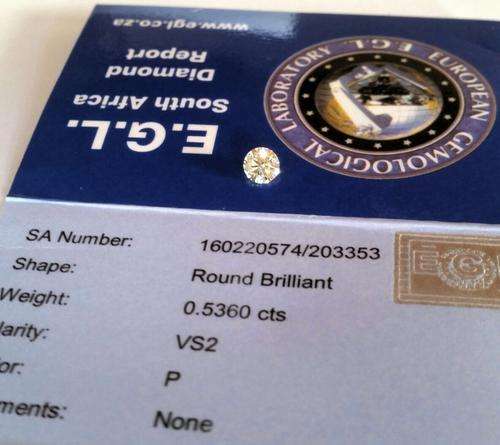 www.egl.co.za
E.G.L.
South Africa
Diamond
Report
EUROPEAN GEMOLOGICAL LABORATORY
E.G.L.
SA Number: 160220574/203353
Shape: Round Brilliant
Weight: 0.5360 cts
larity: VS2
or: P
ments: None